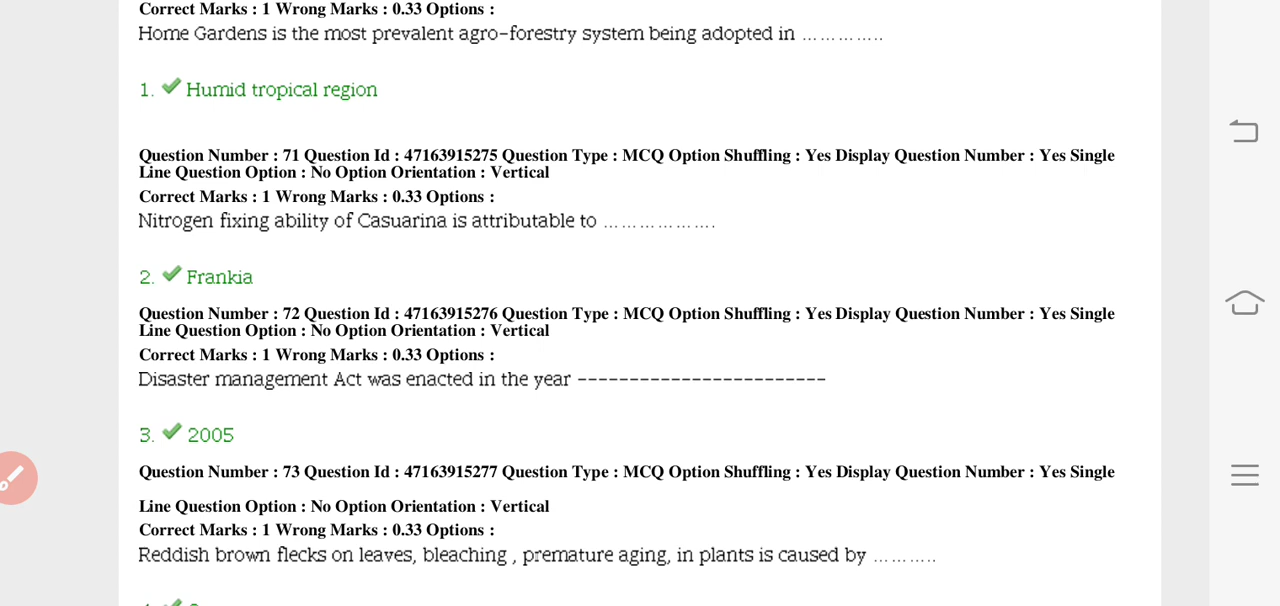 Correct Marks : 1 Wrong Marks : 0.33 Options :
Home Gardens is the most prevalent agro-forestry system being adopted in ... ... ... ... ..
1. Humid tropical region
Question Number : 71 Question Id : 47163915275 Question Type : MCQ Option Shuffling : Yes Display Question Number : Yes Single
Line Question Option : No Option Orientation : Vertical
Correct Marks : 1 Wrong Marks : 0.33 Options :
Nitrogen fixing ability of Casuarina is attributable to ... ... ... ... ... ... .
2. Frankia
Question Number : 72 Question Id : 47163915276 Question Type : MCQ Option Shuffling : Yes Display Question Number : Yes Single
Line Question Option : No Option Orientation : Vertical
Correct Marks : 1 Wrong Marks : 0.33 Options :
Disaster management Act was enacted in the year ------------------------
3. 2005
Question Number : 73 Question Id : 47163915277 Question Type : MCQ Option Shuffling : Yes Display Question Number : Yes Single
Line Question Option : No Option Orientation : Vertical
Correct Marks : 1 Wrong Marks : 0.33 Options :
Reddish brown flecks on leaves, bleaching , premature aging, in plants is caused by ... ... ... ..